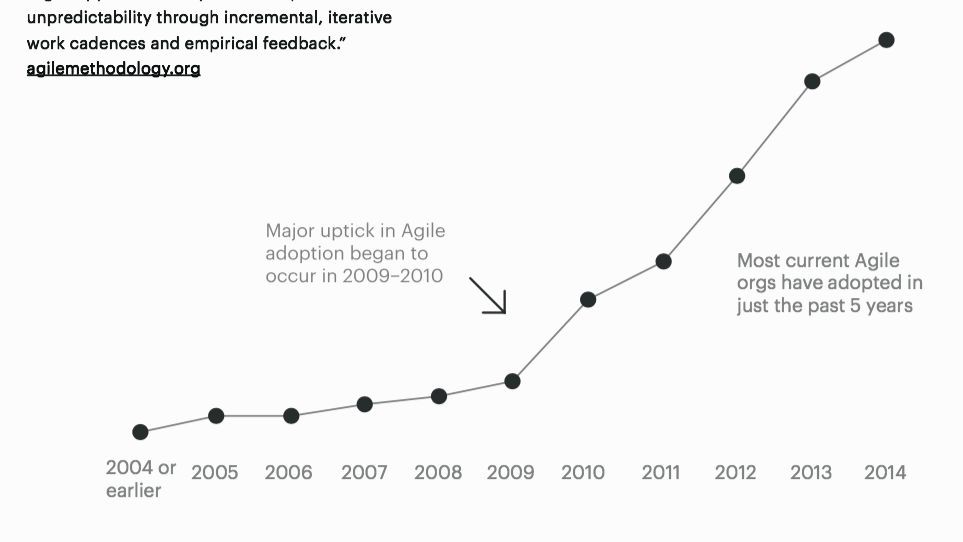 unpredictability through incremental, iterative
work cadences and empirical feedback.”
agilemethodology.org
Major uptick in Agile
adoption began to
occur in 2009–2010
Most current Agile
orgs have adopted in
just the past 5 years
2004 or
earlier
2005
2006
2007
2008
2009
2010
2011
2012
2013
2014